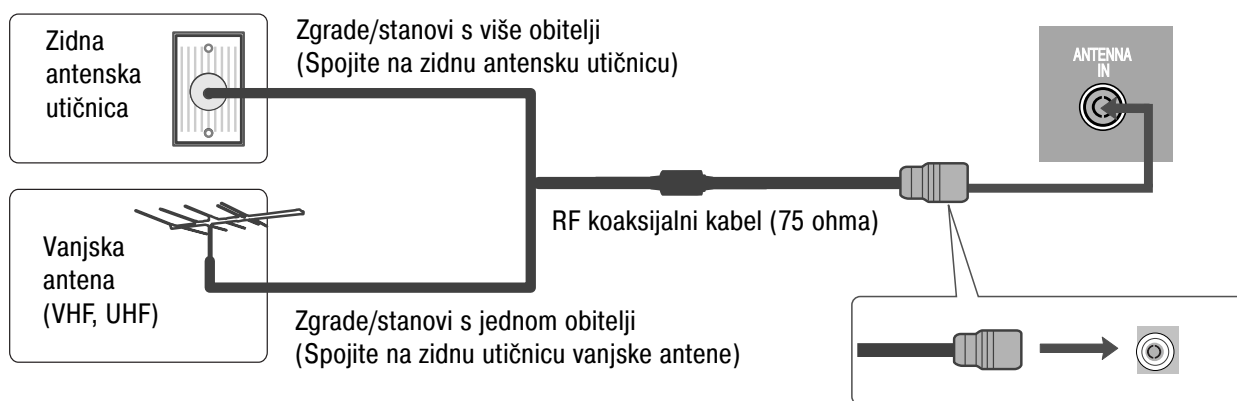 Zidna
antenska
utičnica
Zgrade/stanovi s više obitelji
(Spojite na zidnu antensku utičnicu)
ANTENNA
IN
RF koaksijalni kabel (75 ohma)
Vanjska
antena
(VHF, UHF)
Zgrade/stanovi s jednom obitelji
(Spojite na zidnu utičnicu vanjske antene)